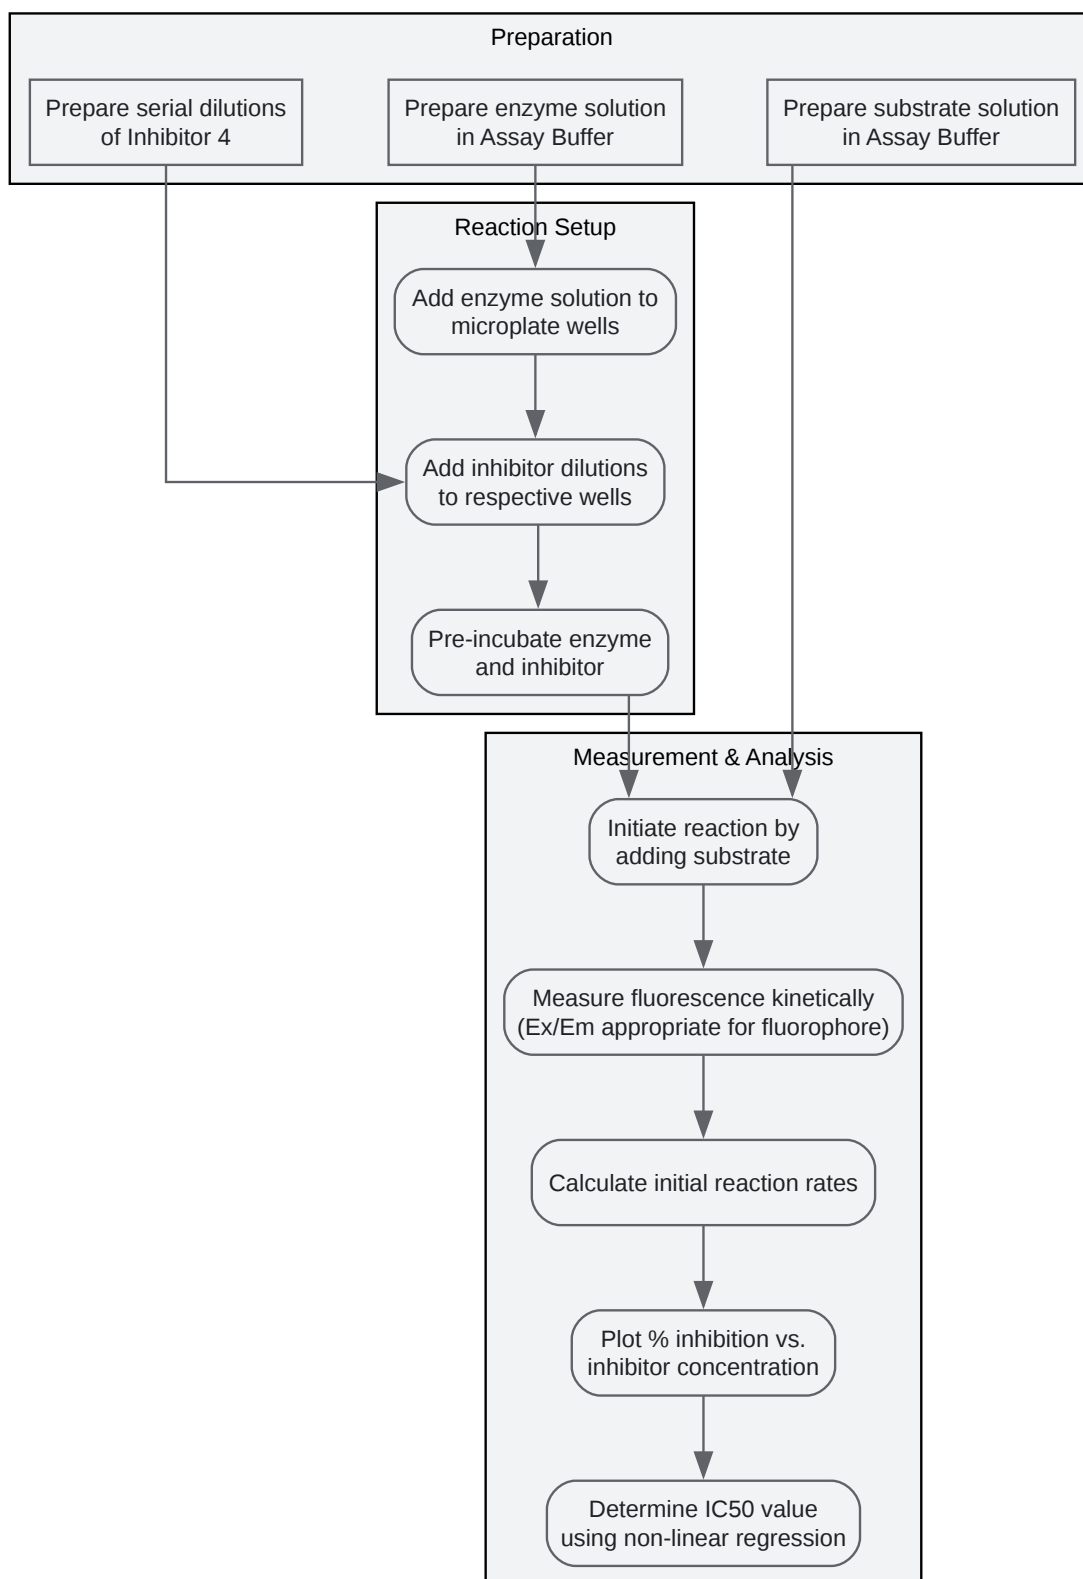 Preparation
Prepare serial dilutions
of Inhibitor 4
Prepare enzyme solution
in Assay Buffer
Prepare substrate solution
in Assay Buffer
Reaction Setup
Add enzyme solution to
microplate wells
Add inhibitor dilutions
to respective wells
Pre-incubate enzyme
and inhibitor
Measurement & Analysis
Initiate reaction by
adding substrate
Measure fluorescence kinetically
(Ex/Em appropriate for fluorophore)
Calculate initial reaction rates
Plot % inhibition vs.
inhibitor concentration
Determine IC50 value
using non-linear regression